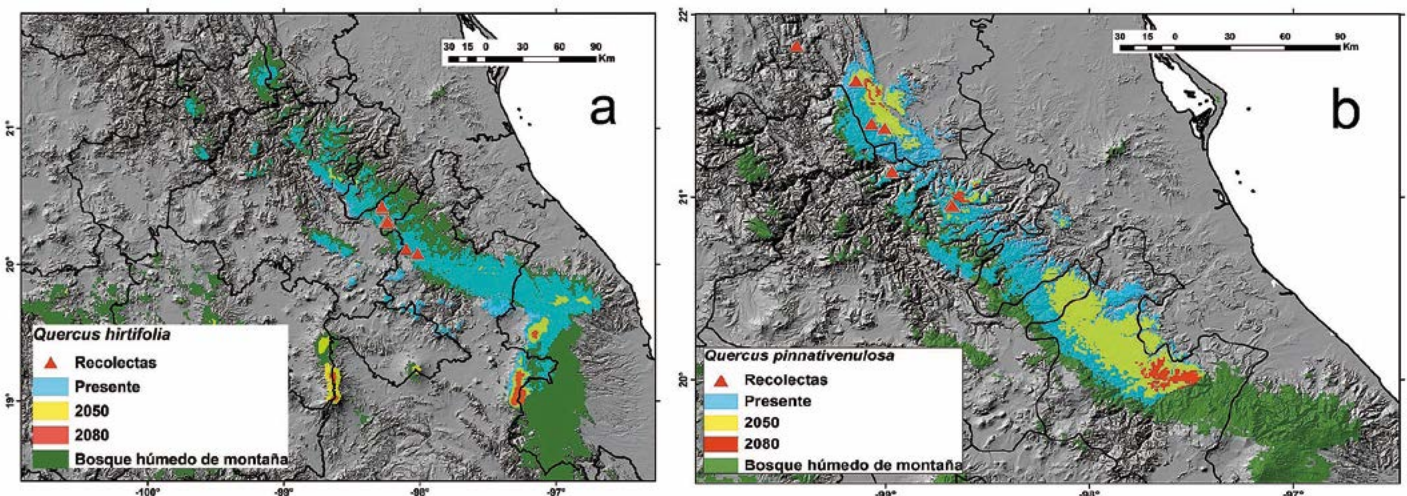 30 15 0 30 60 90
Km
a
21°
20°
19°
Quercus hirtifolia
Recolectas
Presente
2050
2080
Bosque húmedo de montaña
-100° -99° -98° -97°
22°
30 15 0 30 60 90
Km
b
21°
20°
Quercus pinnativenulosa
Recolectas
Presente
2050
2080
Bosque húmedo de montaña
-99° -98° -97°